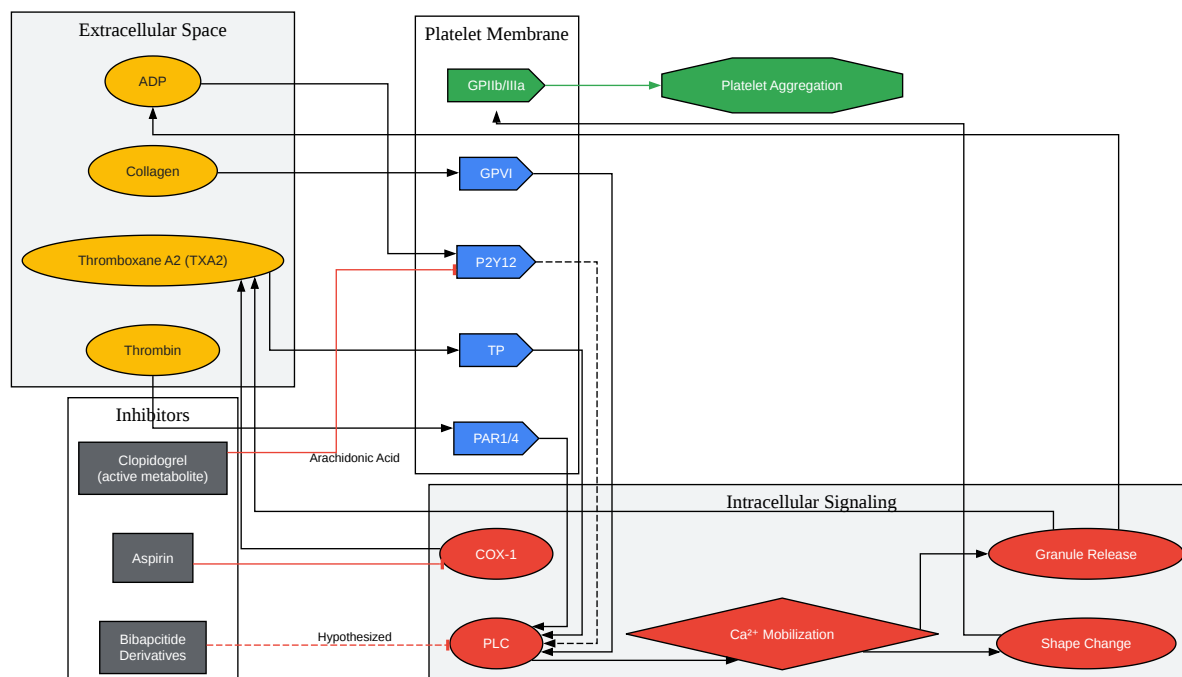 Extracellular Space
ADP
Collagen
Thromboxane A2 (TXA2)
Thrombin
Inhibitors
Clopidogrel
(active metabolite)
Aspirin
Bibapcitide
Derivatives
Platelet Membrane
GPIIb/IIIa
GPVI
P2Y12
TP
PAR1/4
Platelet Aggregation
Arachidonic Acid
Hypothesized
Intracellular Signaling
COX-1
PLC
Ca²⁺ Mobilization
Granule Release
Shape Change